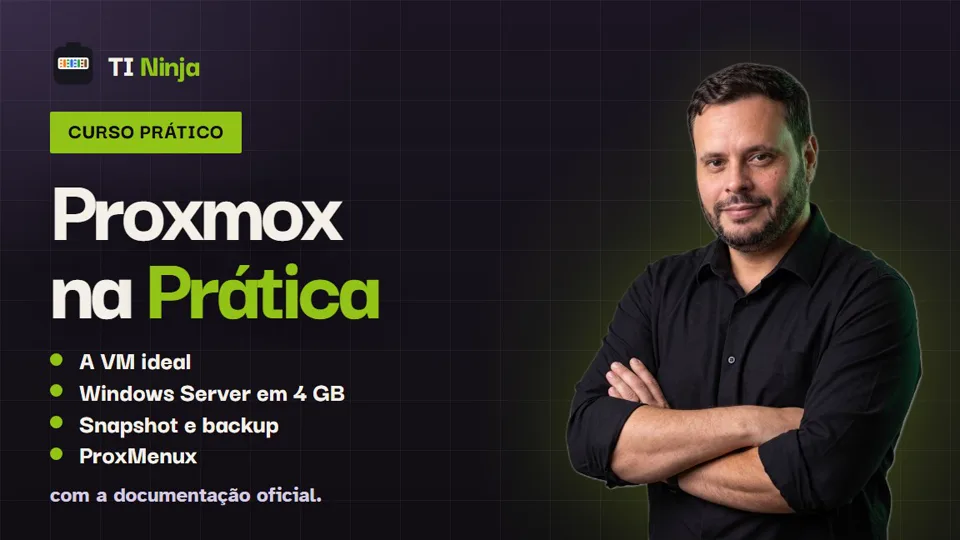 TI Ninja
CURSO PRÁTICO
Proxmox
na Prática
A VM ideal
Windows Server em 4 GB
Snapshot e backup
ProxMenux
com a documentação oficial.